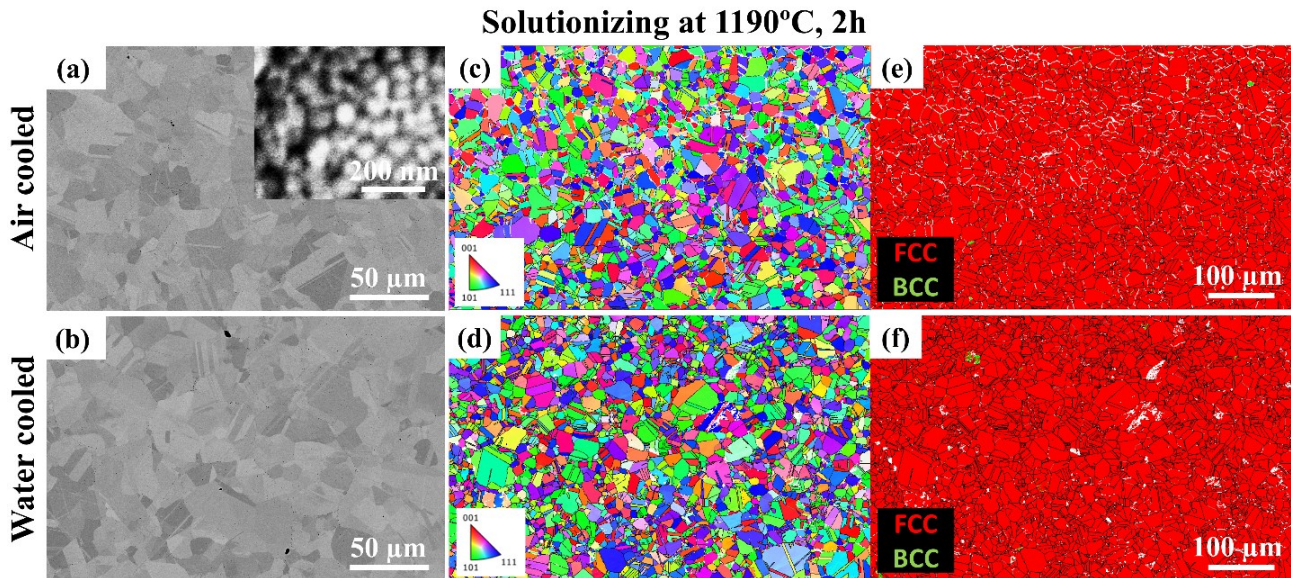 Solutionizing at 1190ºC, 2h
Air cooled
(a)
200 nm
50 µm
(c)
001
101
111
(e)
FCC
BCC
100 µm
Water cooled
(b)
50 µm
(d)
001
101
111
(f)
FCC
BCC
100 µm